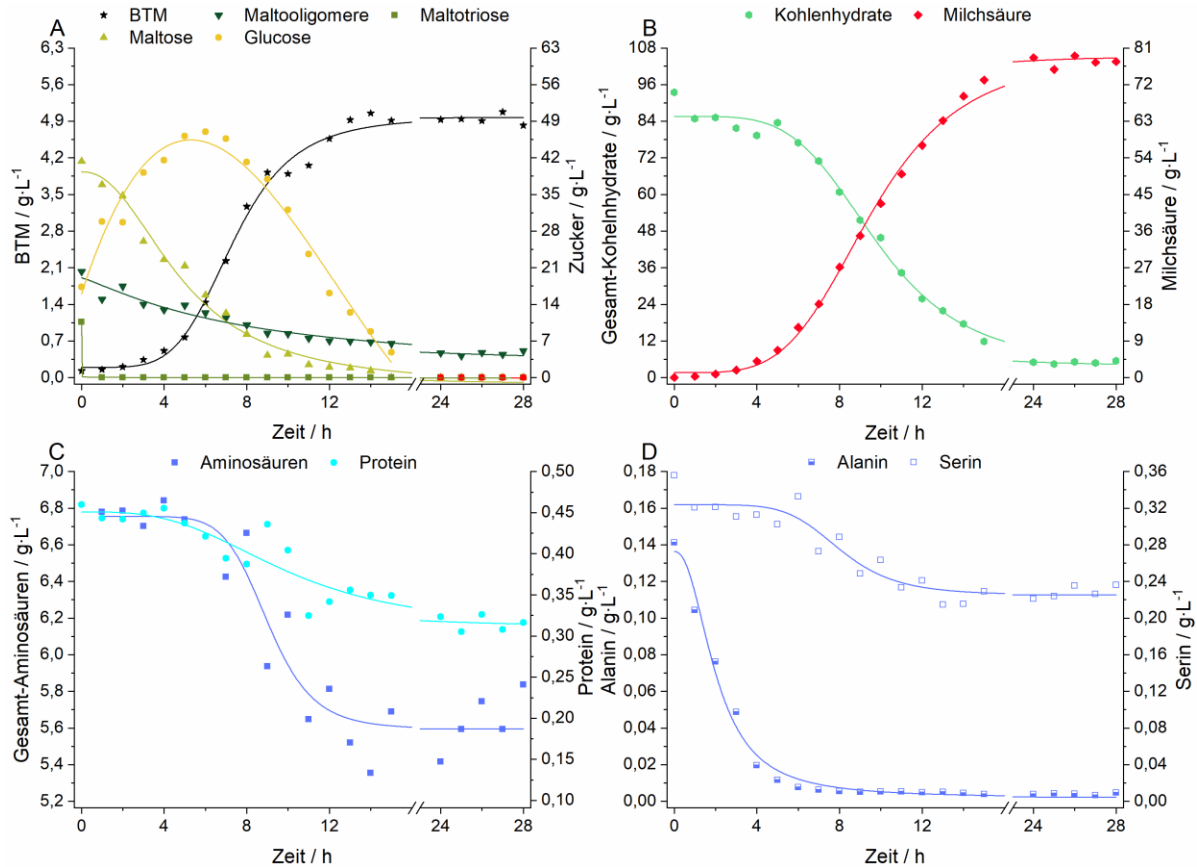 A
BTM
Maltooligomere
Maltotriose
Maltose
Glucose
BTM / g·L-1
6,3
5,6
4,9
4,2
3,5
2,8
2,1
1,4
0,7
0,0
Zucker / g·L-1
63
56
49
42
35
28
21
14
7
0
0 4 8 12 24 28
Zeit / h
B
Kohlenhydrate
Milchsäure
Gesamt-Kohelnhydrate / g·L-1
108
96
84
72
60
48
36
24
12
0
Milchsäure / g·L-1
81
72
63
54
45
36
27
18
9
0
0 4 8 12 24 28
Zeit / h
C
Aminosäuren
Protein
Gesamt-Aminosäuren / g·L-1
7,0
6,8
6,6
6,4
6,2
6,0
5,8
5,6
5,4
5,2
Protein / g·L-1
0,50
0,45
0,40
0,35
0,30
0,25
0,20
0,15
0,10
0 4 8 12 24 28
Zeit / h
D
Alanin
Serin
Alanin / g·L-1
0,18
0,16
0,14
0,12
0,10
0,08
0,06
0,04
0,02
0,00
Serin / g·L-1
0,36
0,32
0,28
0,24
0,20
0,16
0,12
0,08
0,04
0,00
0 4 8 12 24 28
Zeit / h